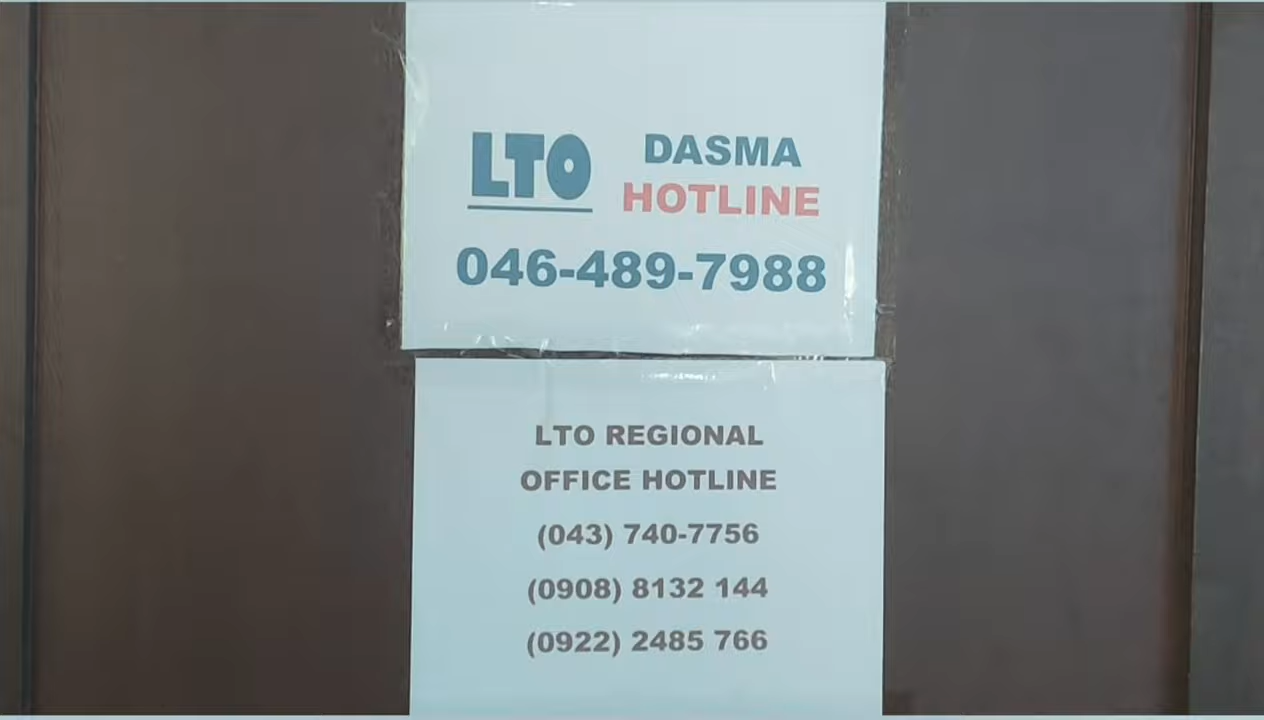 LTO DASMA
HOTLINE
046-489-7988
LTO REGIONAL
OFFICE HOTLINE
(043) 740-7756
(0908) 8132 144
(0922) 2485 766